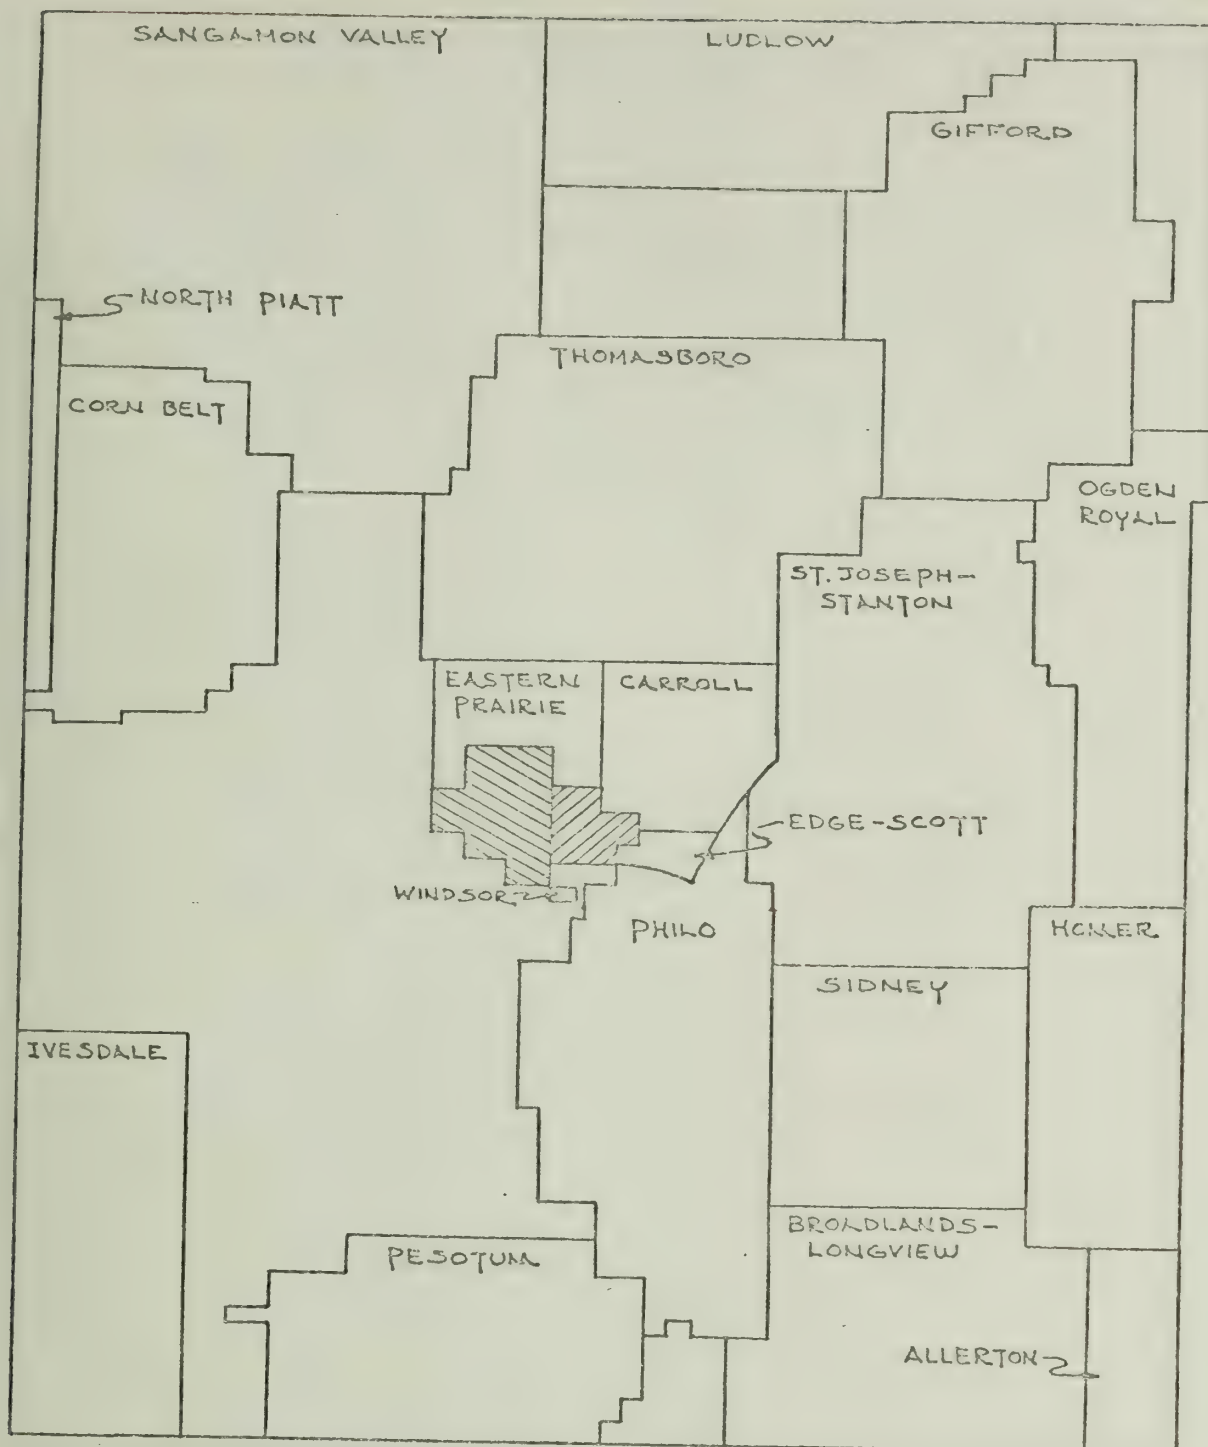 SANGAMON VALLEY
LUDLOW
GIFFORD
NORTH PIATT
THOMASBORO
CORN BELT
OGDEN
ROYAL
ST. JOSEPH-
STANTON
EASTERN
PRAIRIE
CARROLL
EDGE-SCOTT
WINDSOR
PHILO
HOMER
SIDNEY
IVESDALE
BROADLANDS-
LONGVIEW
PESOTUM
ALLERTON